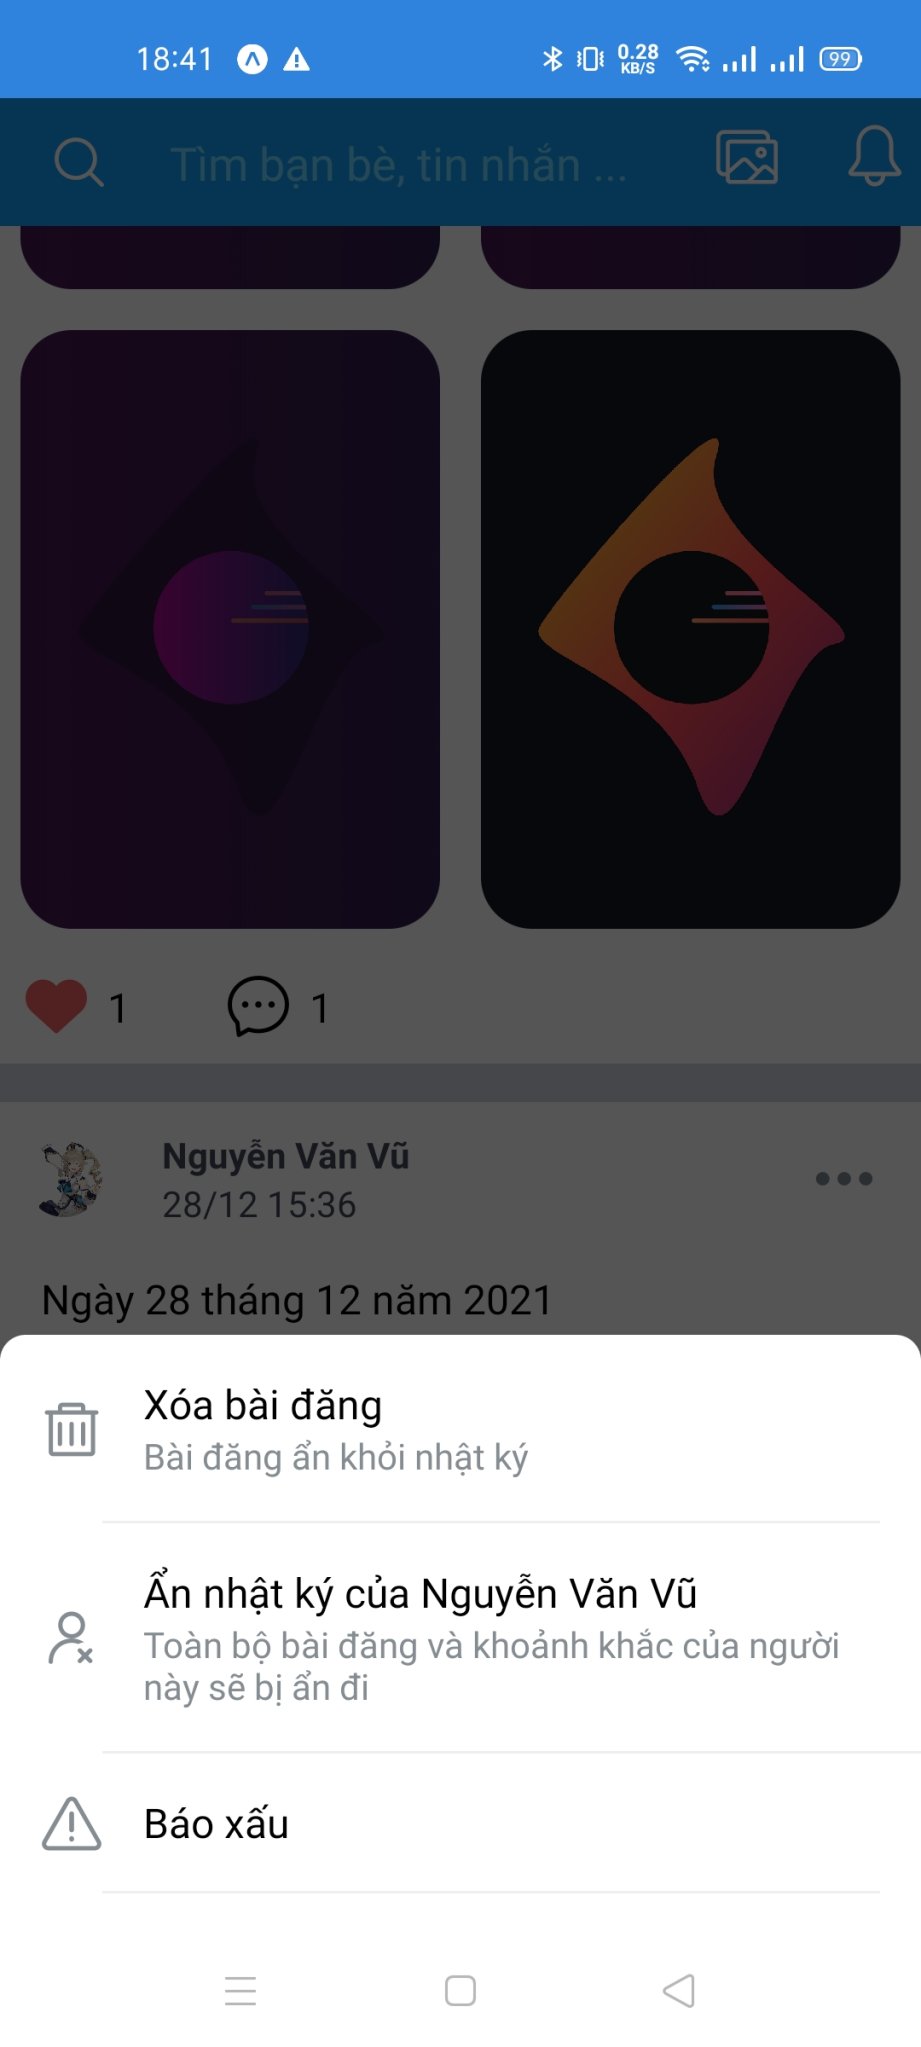 18:41
0.28
KB/S
99
Tìm bạn bè, tin nhắn ...
1
1
Nguyễn Văn Vũ
28/12 15:36
Ngày 28 tháng 12 năm 2021
Xóa bài đăng
Bài đăng ẩn khỏi nhật ký
Ẩn nhật ký của Nguyễn Văn Vũ
Toàn bộ bài đăng và khoảnh khắc của người
này sẽ bị ẩn đi
Báo xấu